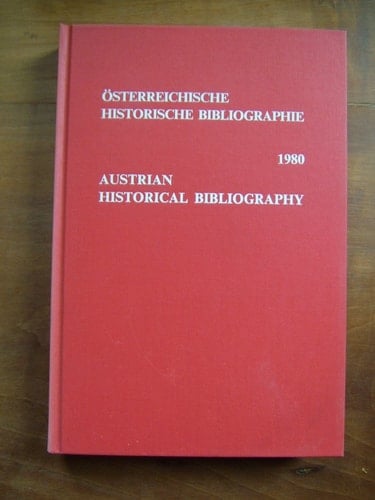 ÖSTERREICHISCHE
HISTORISCHE BIBLIOGRAPHIE
1980
AUSTRIAN
HISTORICAL BIBLIOGRAPHY